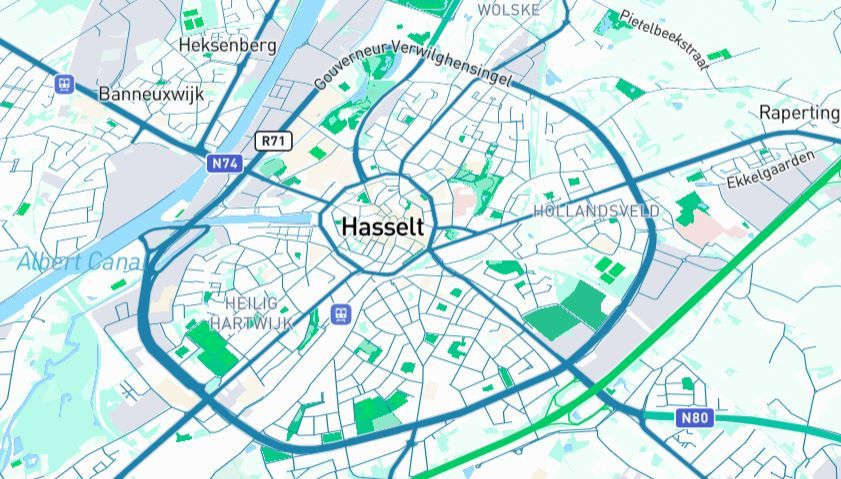 WOLSKE
Pietelbeekstraat
Heksenberg
Gouverneur Verwilghensingel
Banneuxwijk
Raperting
R71
N74
Ekkelgaarden
HOLLANDSVELD
Hasselt
Albert Canal
HEILIG
HARTWIJK
N80